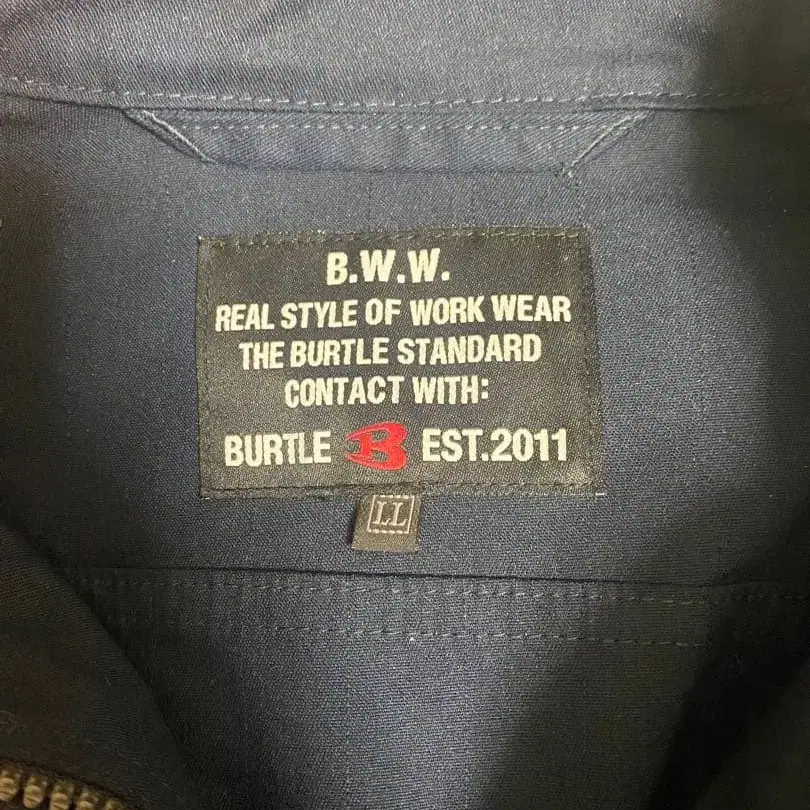 B.W.W.
REAL STYLE OF WORK WEAR
THE BURTLE STANDARD
CONTACT WITH:
BURTLE B EST.2011
LL